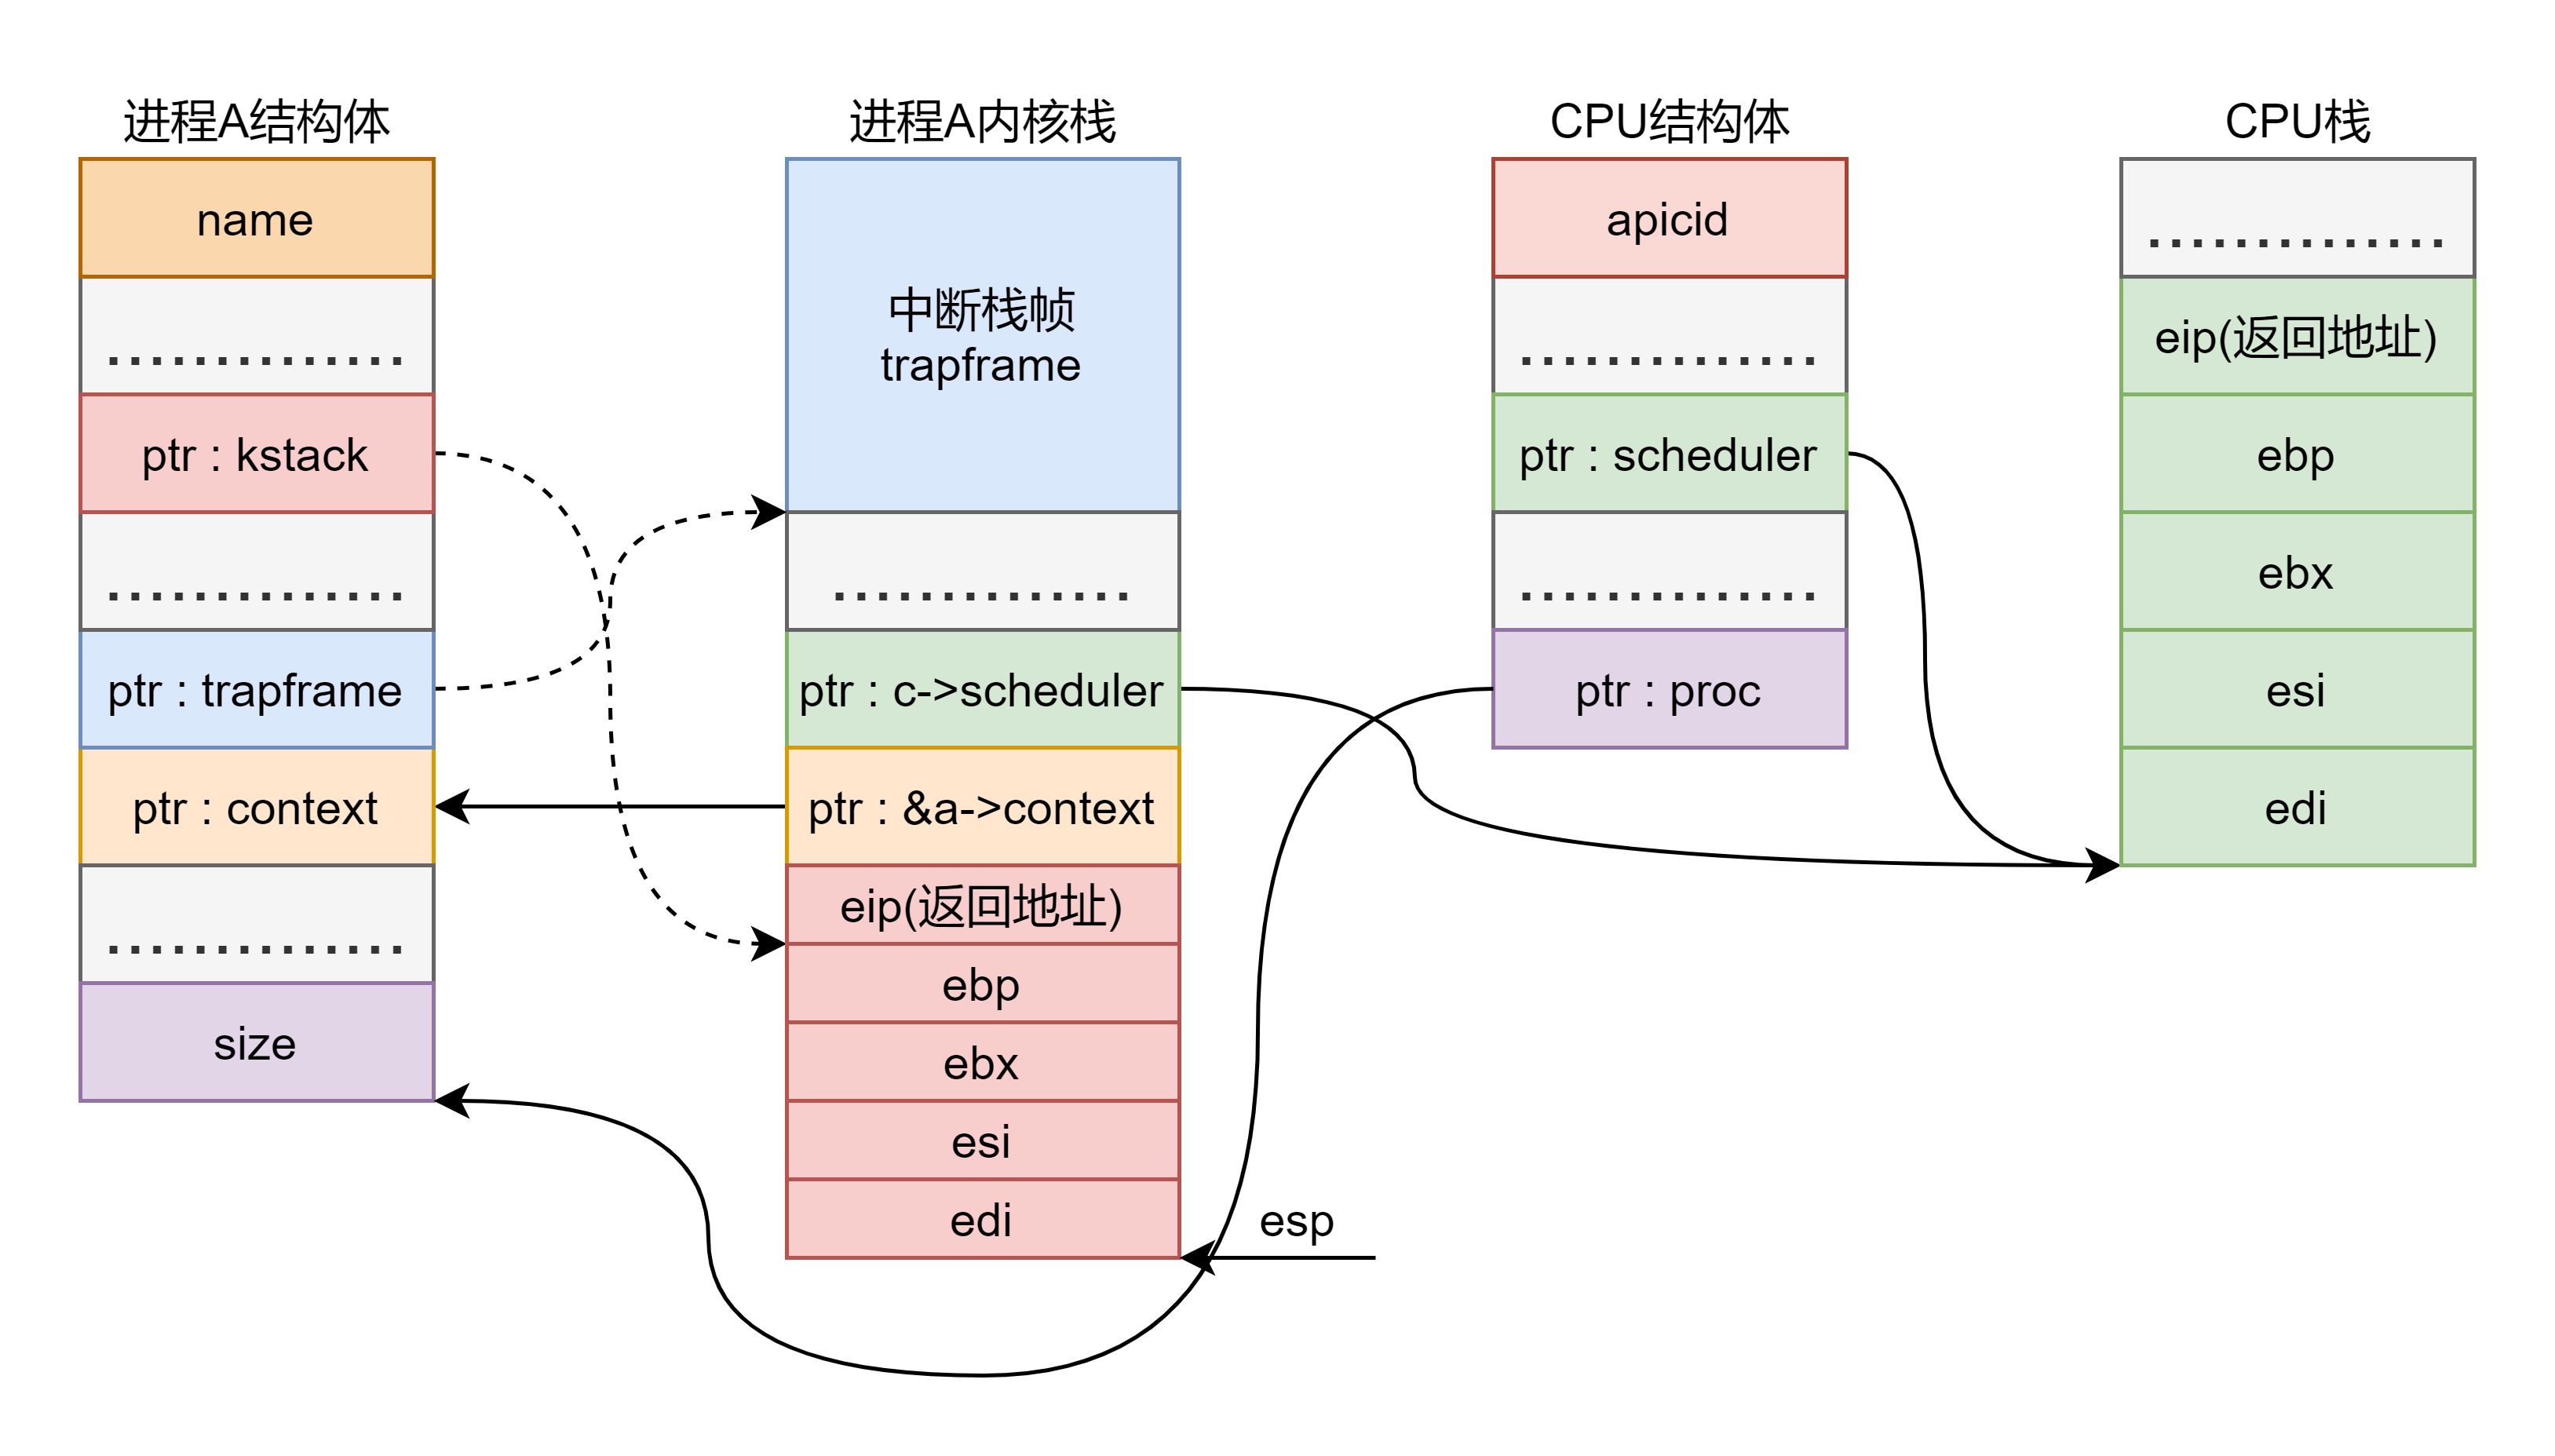 进程A结构体
name
..............
ptr : kstack
..............
ptr : trapframe
ptr : context
..............
size
进程A内核栈
中断栈帧
trapframe
..............
ptr : c->scheduler
ptr : &a->context
eip(返回地址)
ebp
ebx
esi
edi
esp
CPU结构体
apicid
..............
ptr : scheduler
..............
ptr : proc
CPU栈
..............
eip(返回地址)
ebp
ebx
esi
edi